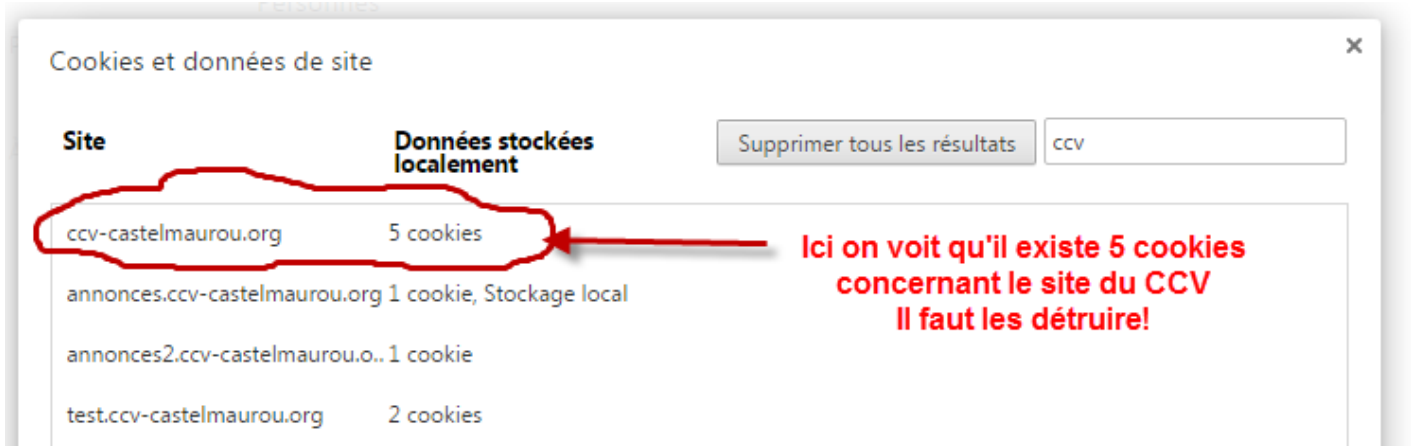 Personnes
Cookies et données de site
×
Site
Données stockées
localement
Supprimer tous les résultats
ccv
ccv-castelmaurou.org 5 cookies
Ici on voit qu'il existe 5 cookies
concernant le site du CCV
Il faut les détruire!
annonces.ccv-castelmaurou.org 1 cookie, Stockage local
annonces2.ccv-castelmaurou.o.. 1 cookie
test.ccv-castelmaurou.org 2 cookies